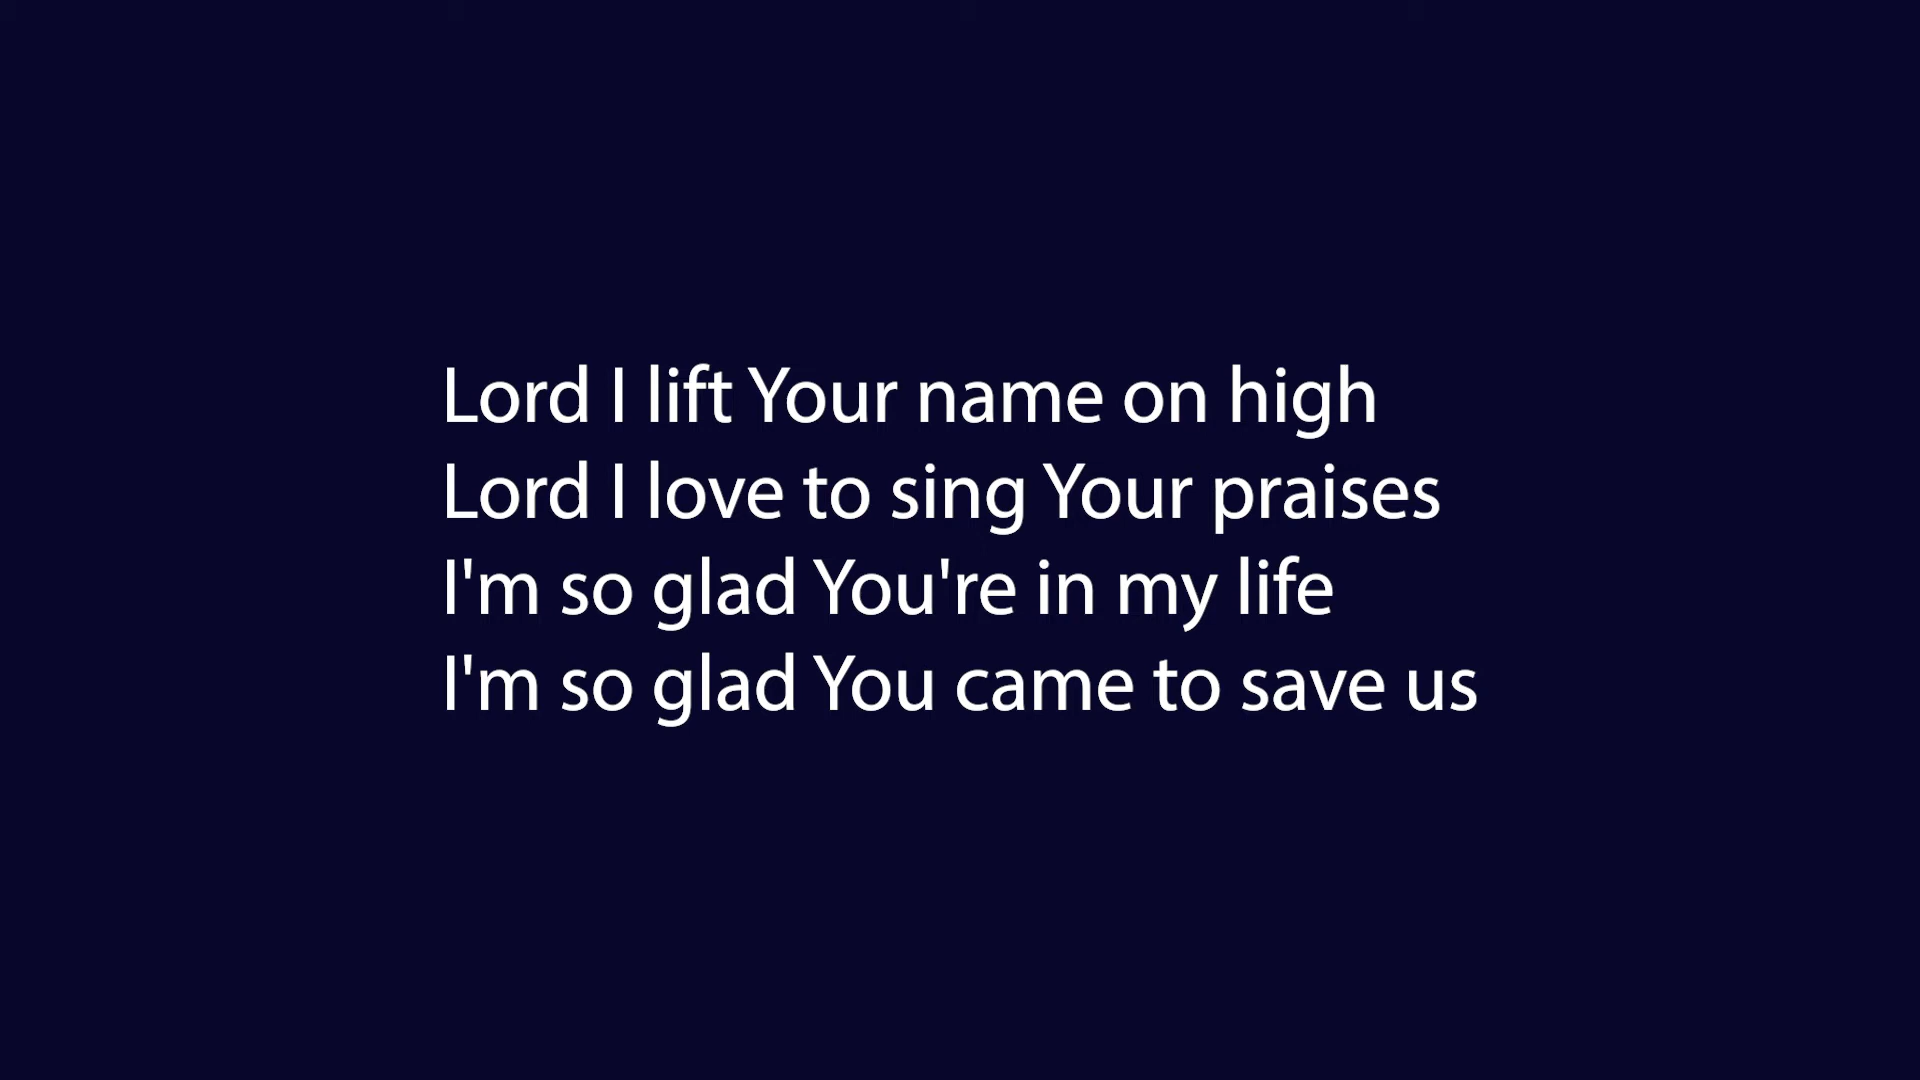 Lord I lift Your name on high
Lord I love to sing Your praises
I'm so glad You're in my life
I'm so glad You came to save us